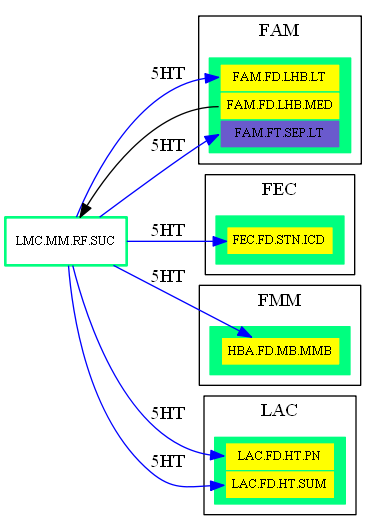 FAM
5HT
FAM.FD.LHB.LT
FAM.FD.LHB.MED
5HT
FAM.FT.SEP.LT
FEC
5HT
FEC.FD.STN.ICD
LMC.MM.RF.SUC
5HT
FMM
HBA.FD.MB.MMB
LAC
5HT
LAC.FD.HT.PN
5HT
LAC.FD.HT.SUM